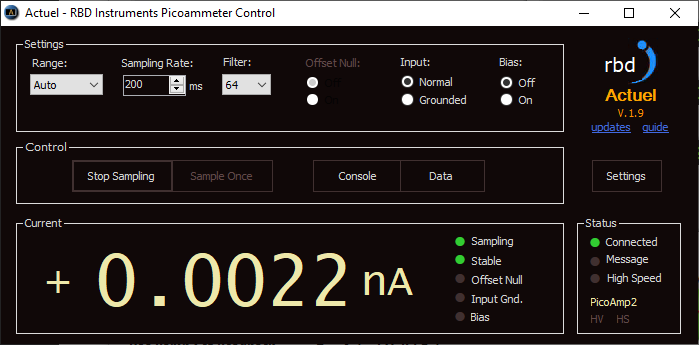 Actuel - RBD Instruments Picoammeter Control
Settings
Range: Sampling Rate: Filter: Offset Null: Input: Bias:
Auto 200 ms 64 Off Normal Off
Grounded On
rbd
Actuel
V.1.9
updates guide
Control
Stop Sampling Sample Once Console Data Settings
Current
+ 0.0022 nA
Sampling
Stable
Offset Null
Input Gnd.
Bias
Status
Connected
Message
High Speed
PicoAmp2
HV HS